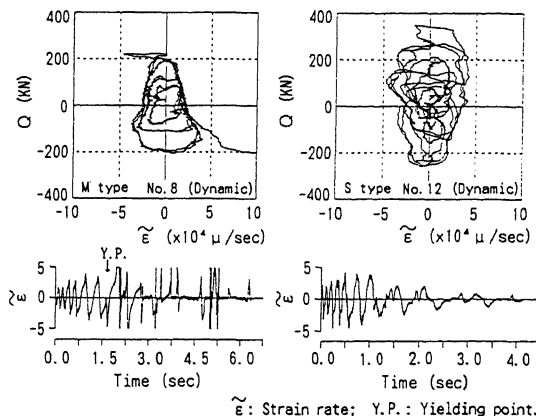 400
200
0
-200
-400
Q (KN)
M type No.8 (Dynamic)
-10 -5 0 5 10
ε̃ (x10⁴ μ/sec)
400
200
0
-200
-400
Q (KN)
S type No.12 (Dynamic)
-10 -5 0 5 10
ε̃ (x10⁴ μ/sec)
Y.P.
5
0
-5
ε̃
0.0 1.5 3.0 4.5 6.0
Time (sec)
5
0
-5
ε̃
0.0 1.0 2.0 3.0 4.0
Time (sec)
ε̃: Strain rate; Y.P.: Yielding point.